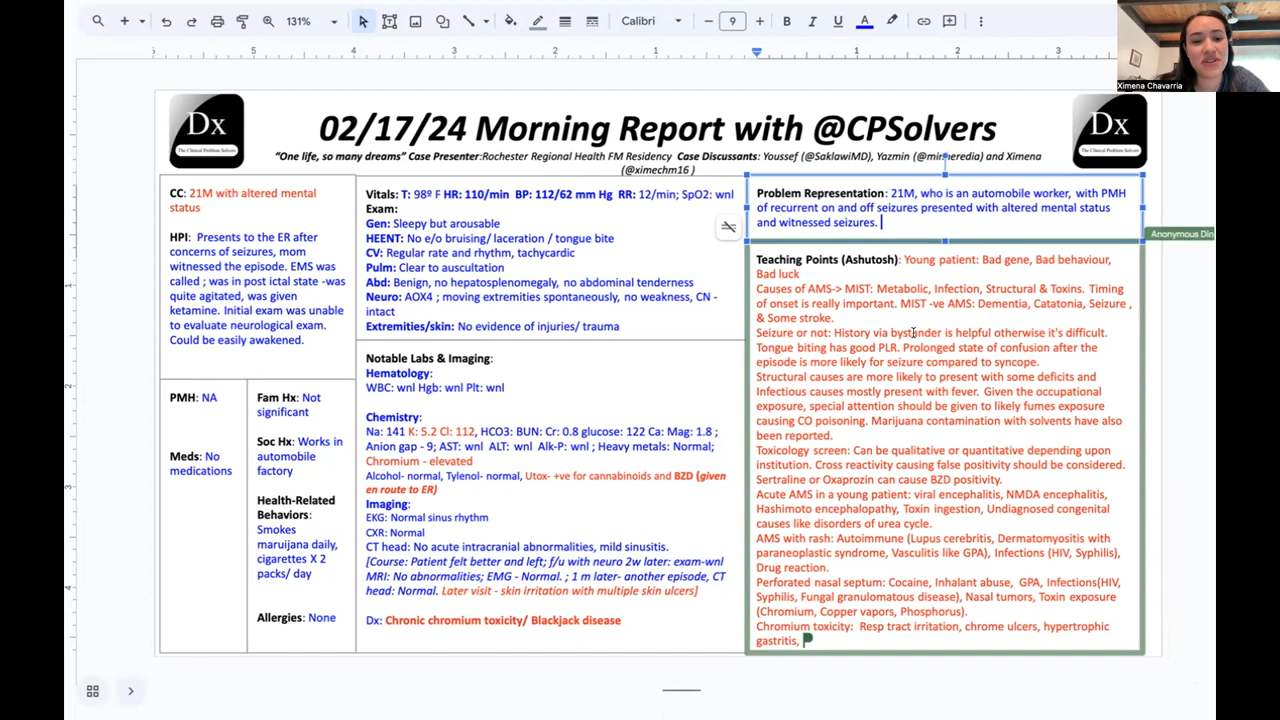 131%
Calibri
9
B I U A
5 4 3 2 1 1 2 3
Ximena Chavarria
Dx
The Clinical Problem Solvers
02/17/24 Morning Report with @CPSolvers
"One life, so many dreams" Case Presenter:Rochester Regional Health FM Residency Case Discussants: Youssef (@SaklawiMD), Yazmin (@minheredia) and Ximena
(@ximechm16 )
Dx
The Clinical Problem Solvers
CC: 21M with altered mental
status
HPI: Presents to the ER after
concerns of seizures, mom
witnessed the episode. EMS was
called ; was in post ictal state -was
quite agitated, was given
ketamine. Initial exam was unable
to evaluate neurological exam.
Could be easily awakened.
PMH: NA
Meds: No
medications
Fam Hx: Not
significant
Soc Hx: Works in
automobile
factory
Health-Related
Behaviors:
Smokes
maruijana daily,
cigarettes X 2
packs/ day
Allergies: None
Vitals: T: 98º F HR: 110/min BP: 112/62 mm Hg RR: 12/min; SpO2: wnl
Exam:
Gen: Sleepy but arousable
HEENT: No e/o bruising/ laceration / tongue bite
CV: Regular rate and rhythm, tachycardic
Pulm: Clear to auscultation
Abd: Benign, no hepatosplenomegaly, no abdominal tenderness
Neuro: AOX4 ; moving extremities spontaneously, no weakness, CN -
intact
Extremities/skin: No evidence of injuries/ trauma
Notable Labs & Imaging:
Hematology:
WBC: wnl Hgb: wnl Plt: wnl
Chemistry:
Na: 141 K: 5.2 Cl: 112, HCO3: BUN: Cr: 0.8 glucose: 122 Ca: Mag: 1.8 ;
Anion gap - 9; AST: wnl ALT: wnl Alk-P: wnl ; Heavy metals: Normal;
Chromium - elevated
Alcohol- normal, Tylenol- normal, Utox- +ve for cannabinoids and BZD (given
en route to ER)
Imaging:
EKG: Normal sinus rhythm
CXR: Normal
CT head: No acute intracranial abnormalities, mild sinusitis.
[Course: Patient felt better and left; f/u with neuro 2w later: exam-wnl
MRI: No abnormalities; EMG - Normal. ; 1 m later- another episode, CT
head: Normal. Later visit - skin irritation with multiple skin ulcers]
Dx: Chronic chromium toxicity/ Blackjack disease
Problem Representation: 21M, who is an automobile worker, with PMH
of recurrent on and off seizures presented with altered mental status
and witnessed seizures.
Anonymous Din
Teaching Points (Ashutosh): Young patient: Bad gene, Bad behaviour,
Bad luck
Causes of AMS-> MIST: Metabolic, Infection, Structural & Toxins. Timing
of onset is really important. MIST -ve AMS: Dementia, Catatonia, Seizure ,
& Some stroke.
Seizure or not: History via bystander is helpful otherwise it's difficult.
Tongue biting has good PLR. Prolonged state of confusion after the
episode is more likely for seizure compared to syncope.
Structural causes are more likely to present with some deficits and
Infectious causes mostly present with fever. Given the occupational
exposure, special attention should be given to likely fumes exposure
causing CO poisoning. Marijuana contamination with solvents have also
been reported.
Toxicology screen: Can be qualitative or quantitative depending upon
institution. Cross reactivity causing false positivity should be considered.
Sertraline or Oxaprozin can cause BZD positivity.
Acute AMS in a young patient: viral encephalitis, NMDA encephalitis,
Hashimoto encephalopathy, Toxin ingestion, Undiagnosed congenital
causes like disorders of urea cycle.
AMS with rash: Autoimmune (Lupus cerebritis, Dermatomyositis with
paraneoplastic syndrome, Vasculitis like GPA), Infections (HIV, Syphilis),
Drug reaction.
Perforated nasal septum: Cocaine, Inhalant abuse, GPA, Infections(HIV,
Syphilis, Fungal granulomatous disease), Nasal tumors, Toxin exposure
(Chromium, Copper vapors, Phosphorus).
Chromium toxicity: Resp tract irritation, chrome ulcers, hypertrophic
gastritis,